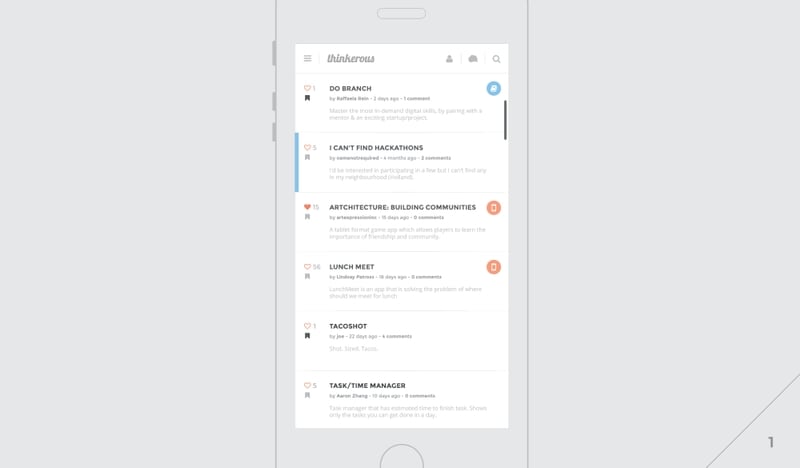 thinkerous
1
DO BRANCH
by Raffaela Rein - 2 days ago - 1 comment
Master the most in-demand digital skills, by pairing with a
mentor & an exciting startup/project.
5
I CAN'T FIND HACKATHONS
by namenotrequired - 4 months ago - 2 comments
I'd be interested in participating in a few but I can't find any
in my neighbourhood (Holland).
15
ARTCHITECTURE: BUILDING COMMUNITIES
by artexpressionisc - 15 days ago - 0 comments
A tablet format game app which allows players to learn the
importance of friendship and community.
56
LUNCH MEET
by Lindsay Patross - 18 days ago - 0 comments
LunchMeet is an app that is solving the problem of where
should we meet for lunch.
1
TACOSHOT
by joe - 22 days ago - 4 comments
Shot. Street. Tacos.
5
TASK/TIME MANAGER
by Aaron Zhang - 19 days ago - 0 comments
Task manager that has estimated time to finish task. Shows
only the tasks you can get done in a day.
1